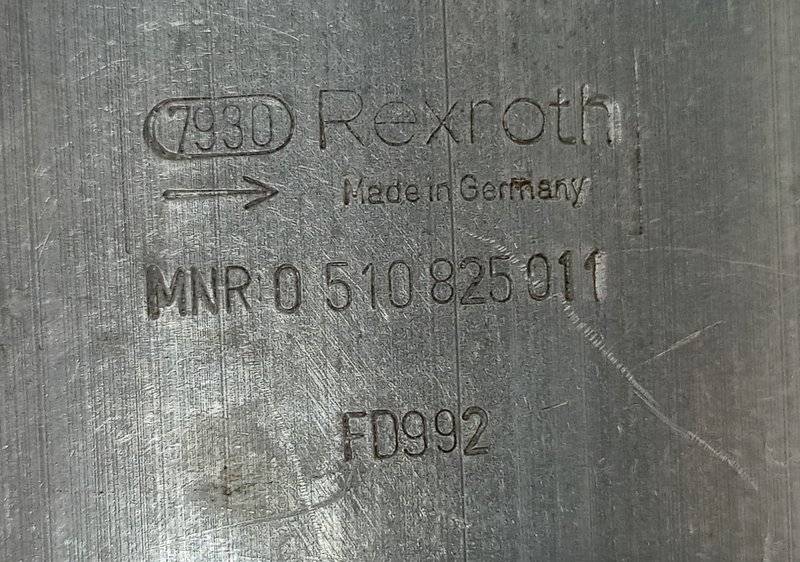 7930 Rexroth
Made in Germany
MNR 0 510 825 011
FD992